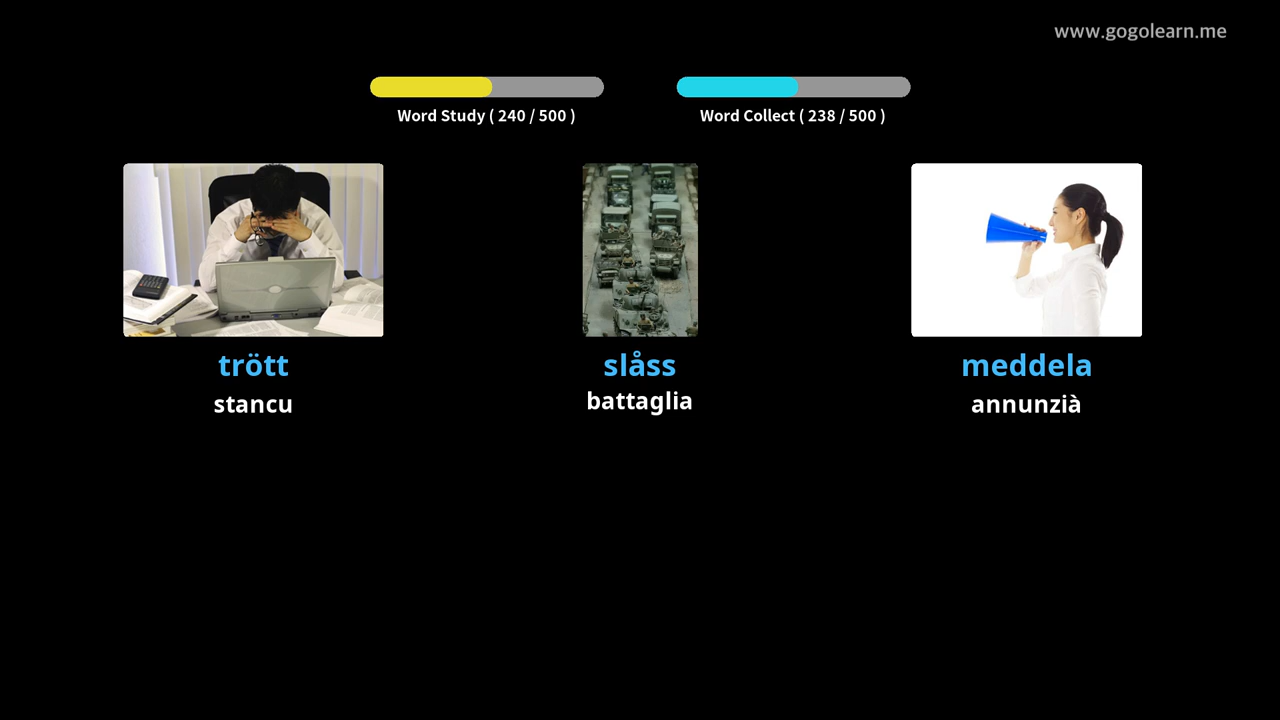 www.gogolearn.me
Word Study ( 240 / 500 )
Word Collect ( 238 / 500 )
trött
slåss
meddela
stancu
battaglia
annunzià